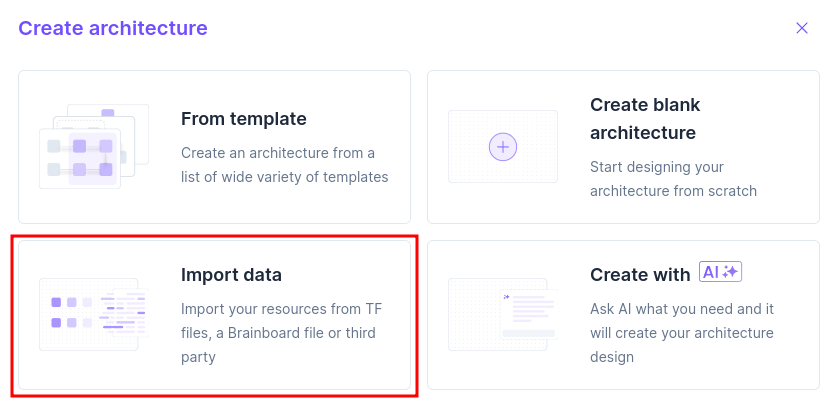 Create architecture
From template
Create an architecture from a
list of wide variety of templates
Create blank
architecture
Start designing your
architecture from scratch
Import data
Import your resources from TF
files, a Brainboard file or third
party
Create with AI
Ask AI what you need and it
will create your architecture
design